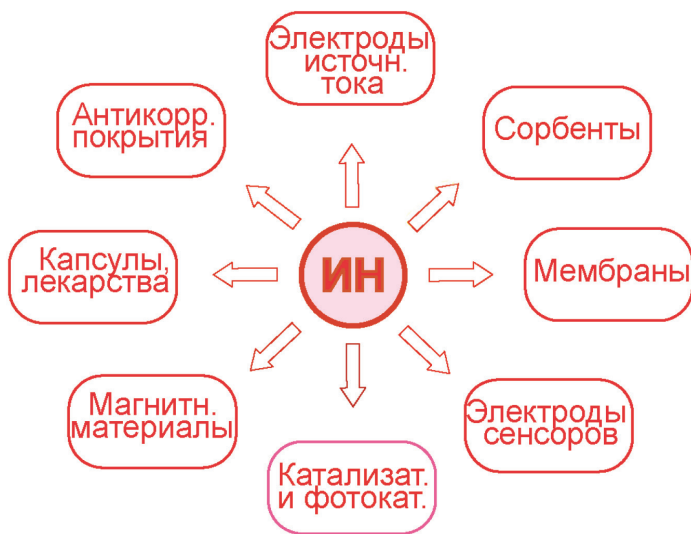 Электроды
источн.
тока
Антикорр.
покрытия
Сорбенты
Капсулы,
лекарства
ИН
Мембраны
Магнитн.
материалы
Электроды
сенсоров
Катализат.
и фотокат.